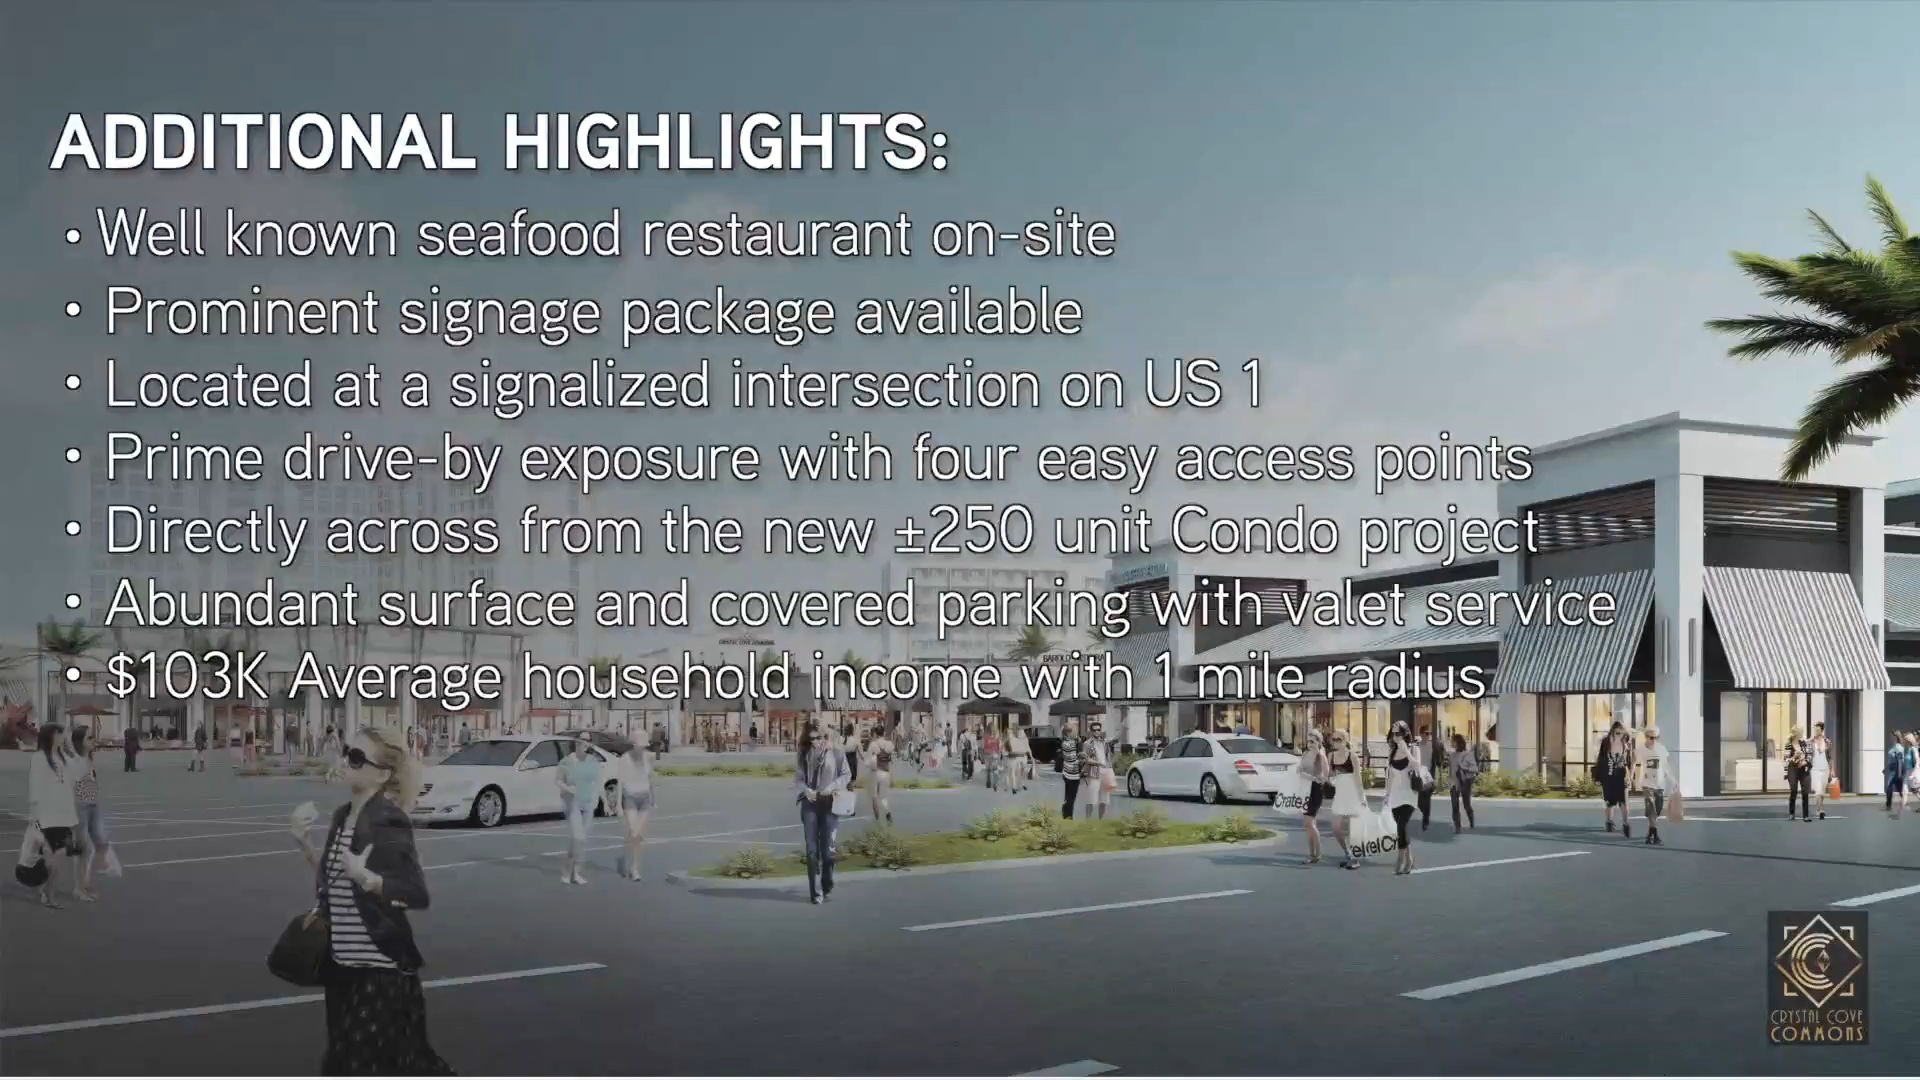 ADDITIONAL HIGHLIGHTS:
• Well known seafood restaurant on-site
• Prominent signage package available
• Located at a signalized intersection on US 1
• Prime drive-by exposure with four easy access points
• Directly across from the new ±250 unit Condo project
• Abundant surface and covered parking with valet service
• $103K Average household income with 1 mile radius
Crate&
CRYSTAL COVE
COMMONS